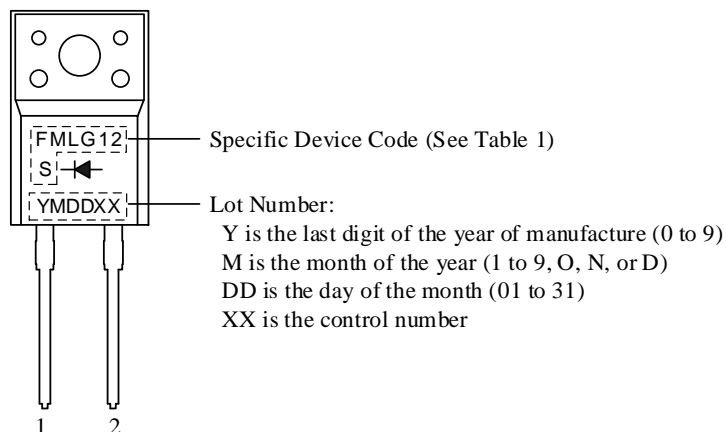 FMLG12
Specific Device Code (See Table 1)
S
YMDDXX
Lot Number:
Y is the last digit of the year of manufacture (0 to 9)
M is the month of the year (1 to 9, O, N, or D)
DD is the day of the month (01 to 31)
XX is the control number
1 2